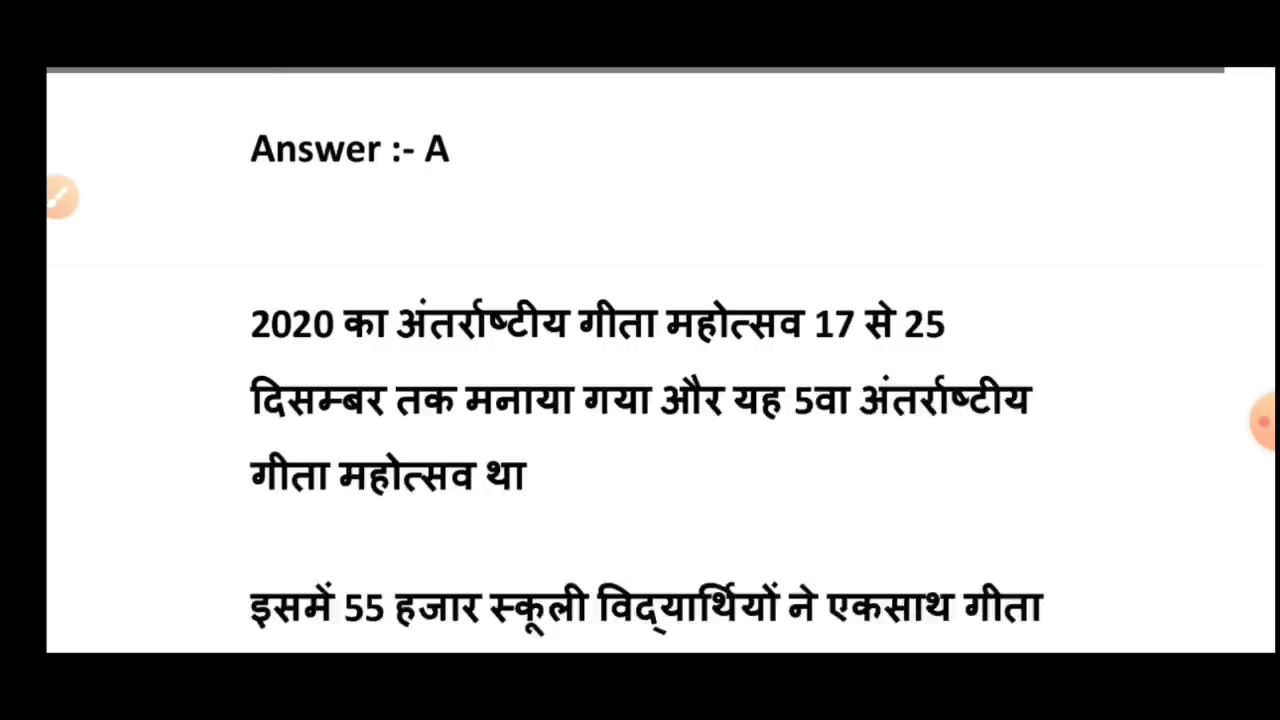 Answer :- A
2020 का अंतर्राष्टीय गीता महोत्सव 17 से 25
दिसम्बर तक मनाया गया और यह 5वा अंतर्राष्टीय
गीता महोत्सव था
इसमें 55 हजार स्कूली विद्यार्थियों ने एकसाथ गीता